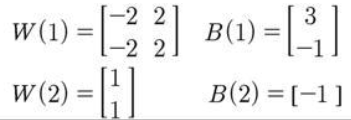 W(1) = [−2 2; −2 2] B(1) = [3; −1]
W(2) = [1; 1] B(2) = [−1]